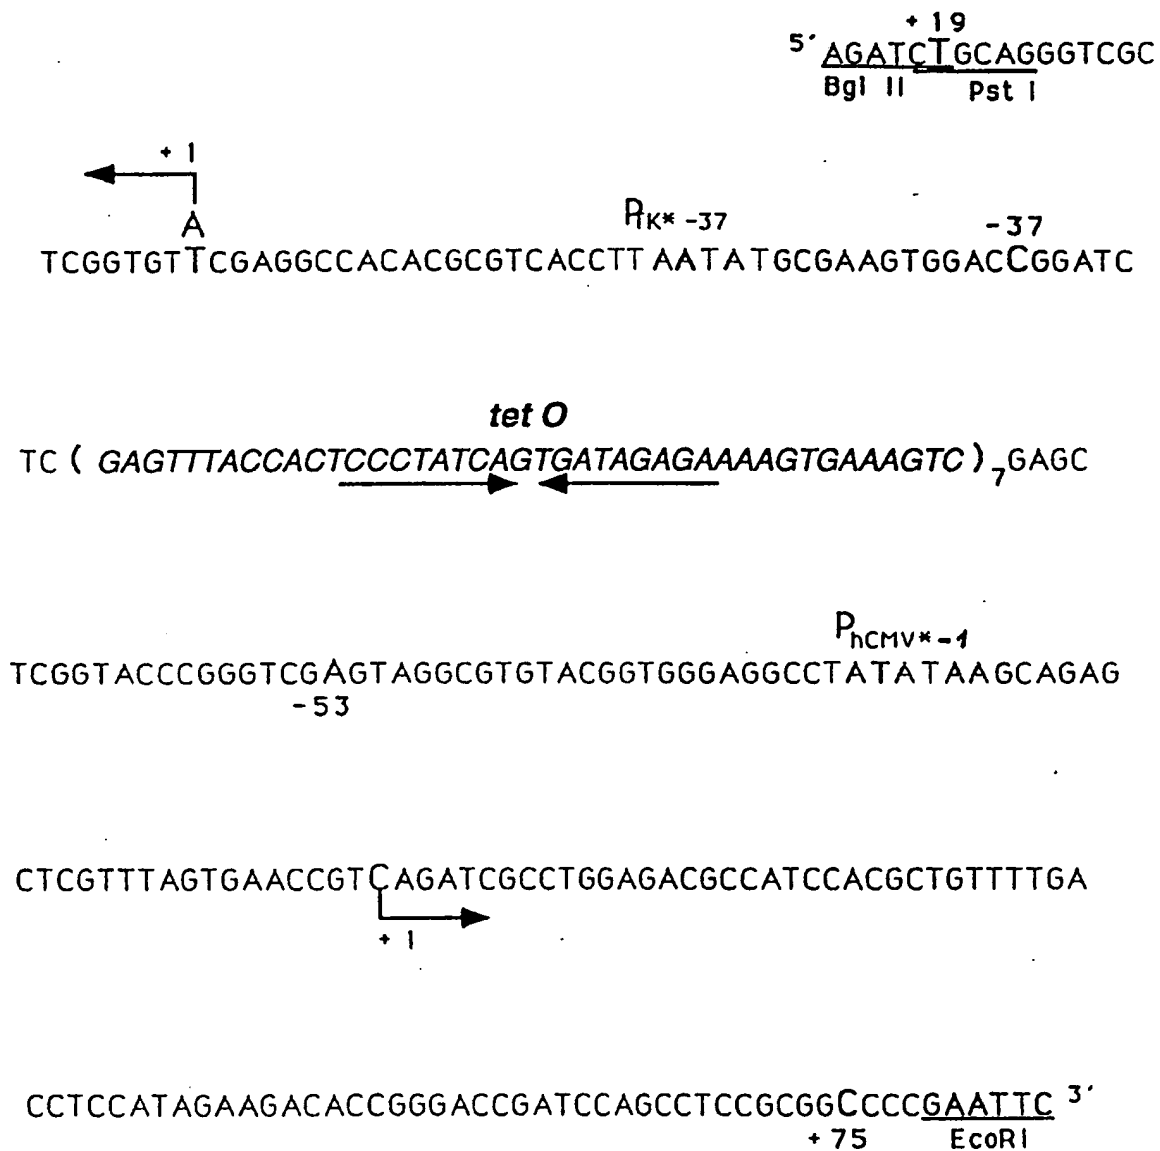 +19
5' AGATCTGCAGGGTCGC
Bgl II Pst I
+1
A
PTK* -37 -37
TCGGTGTTCGAGGCCACACGCGTCACCTTAATATGCGAAGTGGACCGGATC
tet O
TC ( GAGTTTACCACTCCCTATCAGTGATAGAGAAAAGTGAAAGTC )7GAGC
PhCMV*-1
TCGGTACCCGGGTCGAGTAGGCGTGTACGGTGGGAGGCCTATATAAGCAGAG
-53
CTCGTTTAGTGAACCGTCAGATCGCCTGGAGACGCCATCCACGCTGTTTTGA
+1
CCTCCATAGAAGACACCGGGACCGATCCAGCCTCCGCGGCCCCGAATTC 3'
+75 EcoRI